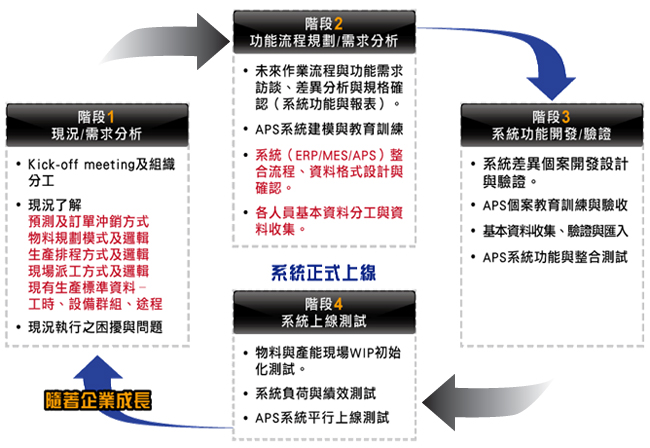 階段1
現況/需求分析
• Kick-off meeting及組織
分工
• 現況了解
預測及訂單沖銷方式
物料規劃模式及邏輯
生產排程方式及邏輯
現場派工方式及邏輯
現有生產標準資料－
工時、設備群組、途程
• 現況執行之困擾與問題
階段2
功能流程規劃/需求分析
• 未來作業流程與功能需求
訪談、差異分析與規格確
認（系統功能與報表）。
• APS系統建模與教育訓練
• 系統（ERP/MES/APS）整
合流程、資料格式設計與
確認。
• 各人員基本資料分工與資
料收集。
階段3
系統功能開發/驗證
• 系統差異個案開發設計
與驗證。
• APS個案教育訓練與驗收
• 基本資料收集、驗證與匯入
• APS系統功能與整合測試
系統正式上線
階段4
系統上線測試
• 物料與產能現場WIP初始
化測試。
• 系統負荷與績效測試
• APS系統平行上線測試
隨著企業成長